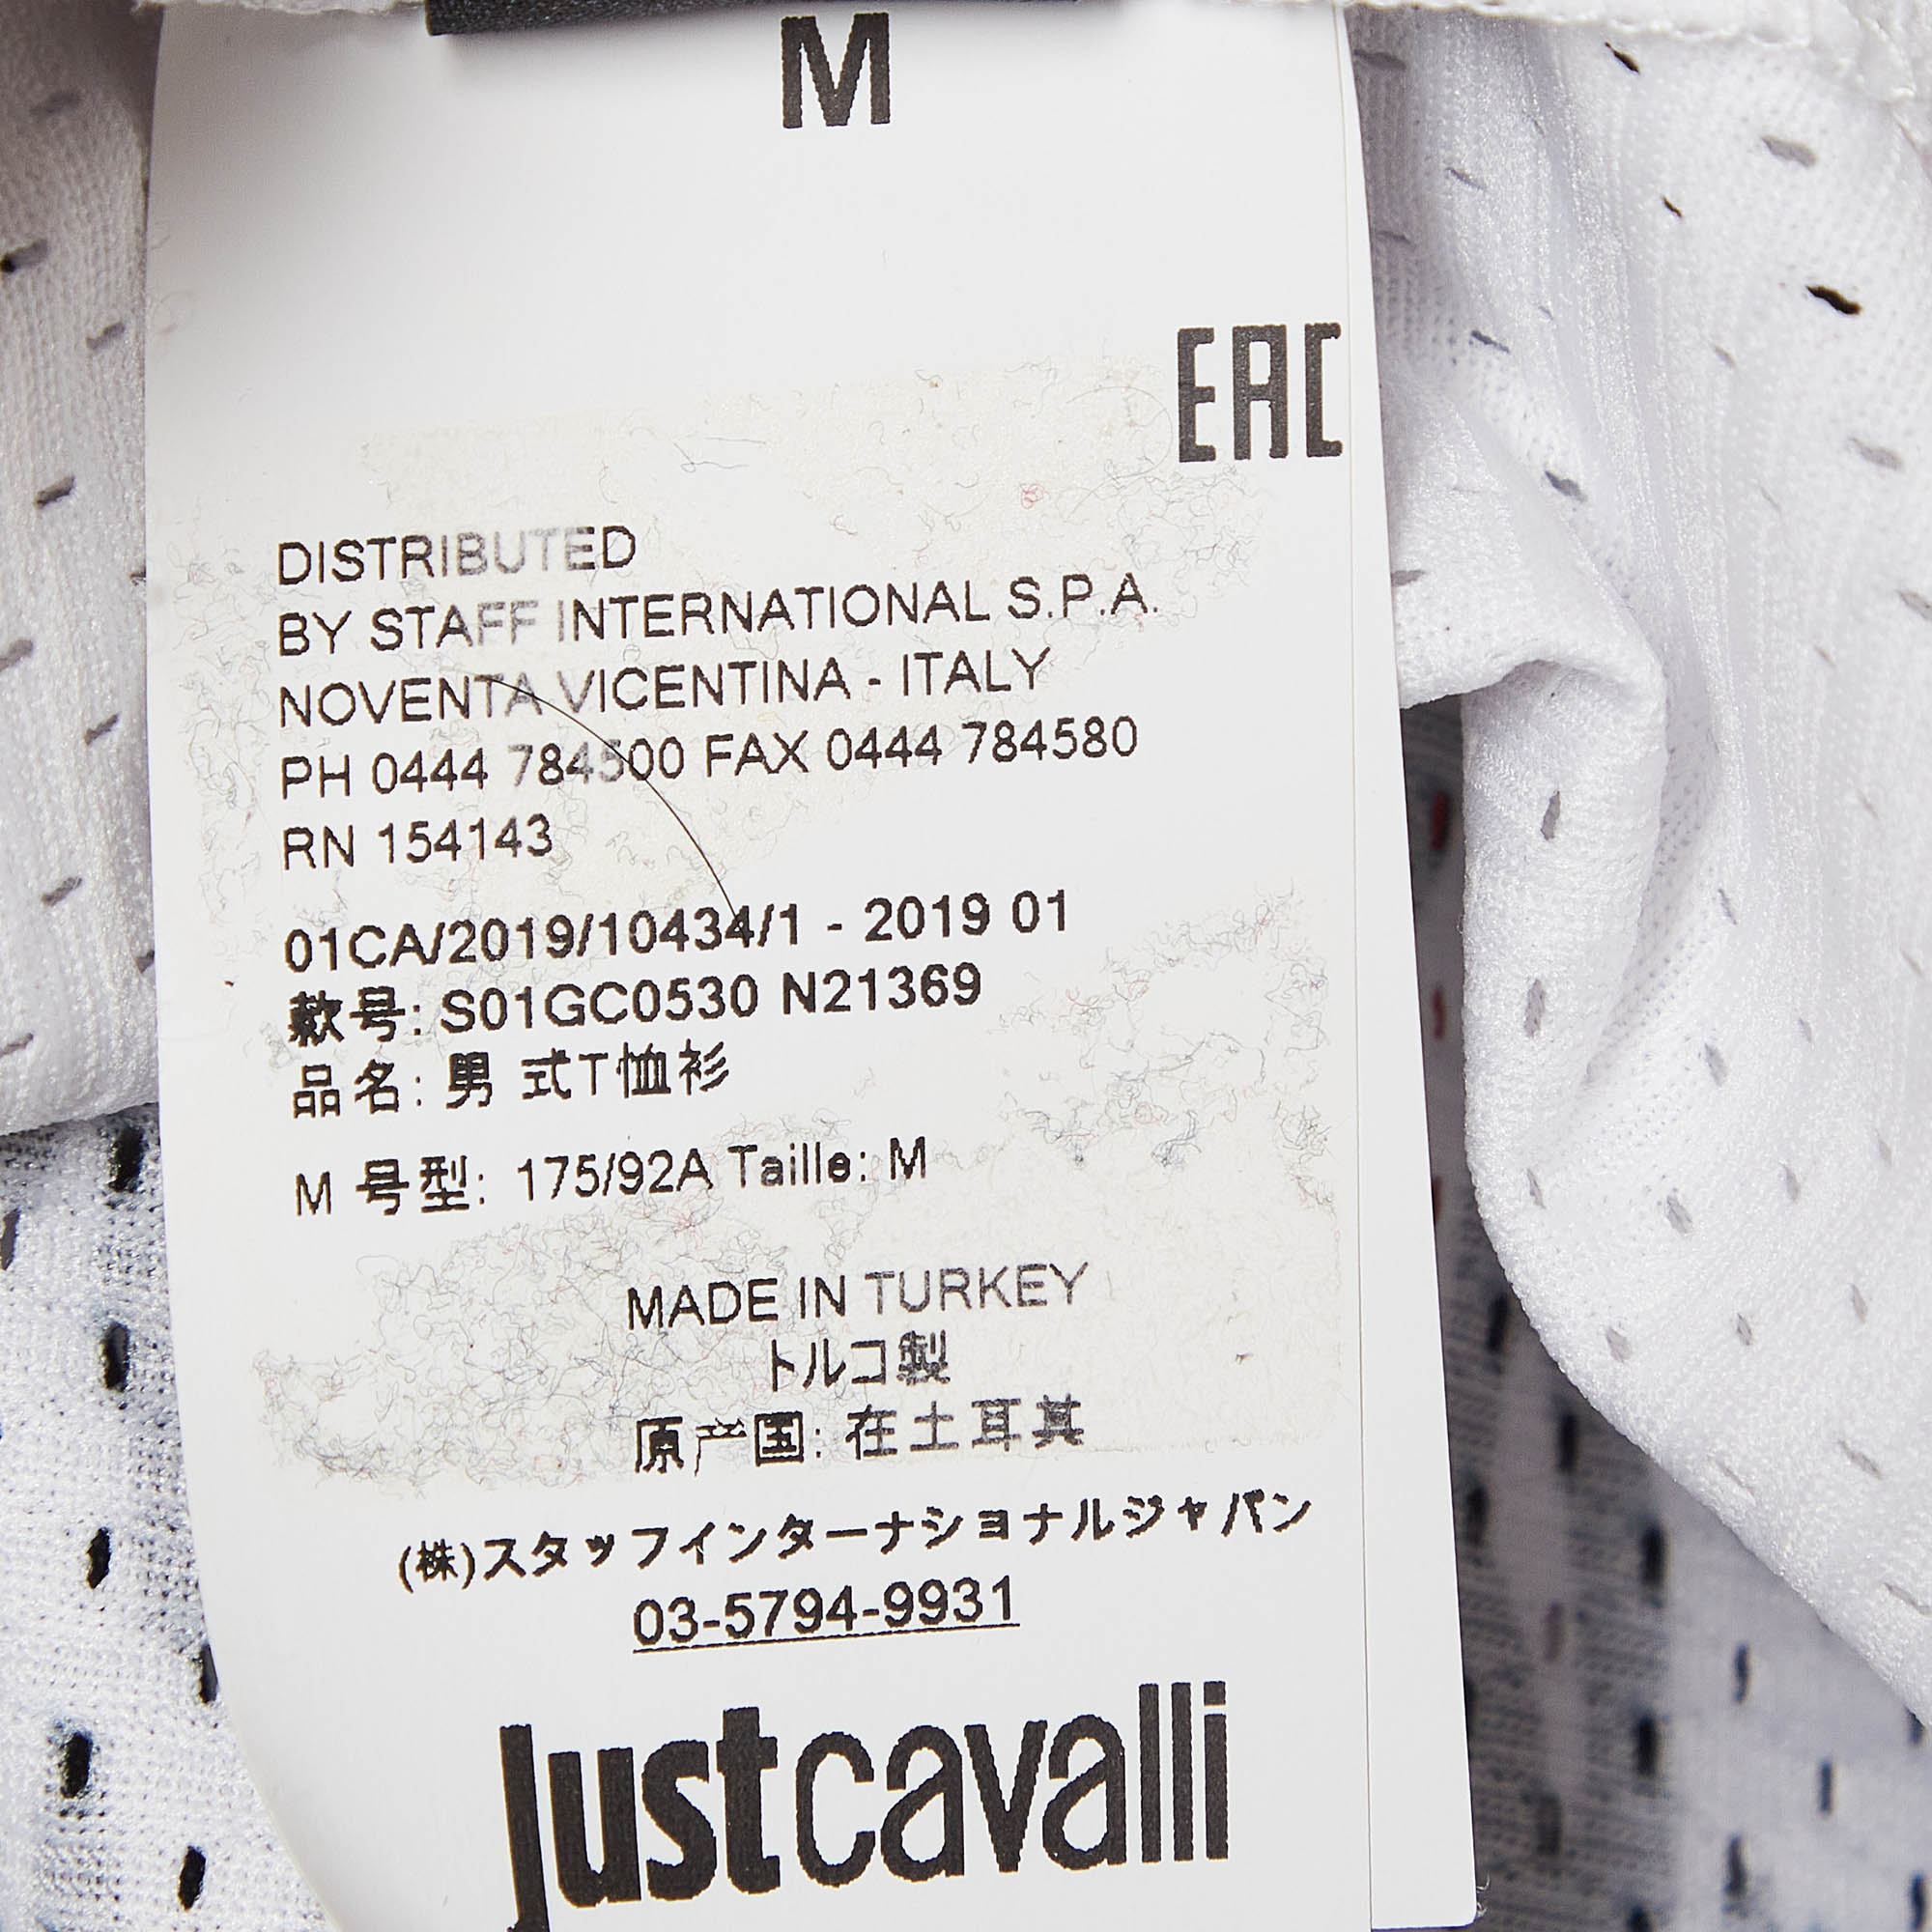 M
EAC
DISTRIBUTED
BY STAFF INTERNATIONAL S.P.A.
NOVENTA VICENTINA - ITALY
PH 0444 784500 FAX 0444 784580
RN 154143
01CA/2019/10434/1 - 2019 01
款号: S01GC0530 N21369
品名: 男 式T恤衫
M 号型: 175/92A Taille: M
MADE IN TURKEY
トルコ製
原产国: 在土耳其
(株)スタッフインターナショナルジャパン
03-5794-9931
justcavalli